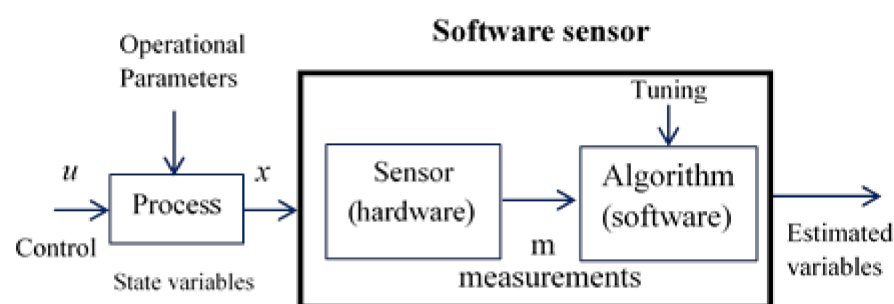 Software sensor
Operational
Parameters
Tuning
u
x
Process
Sensor
(hardware)
Algorithm
(software)
Control
m
measurements
State variables
Estimated
variables